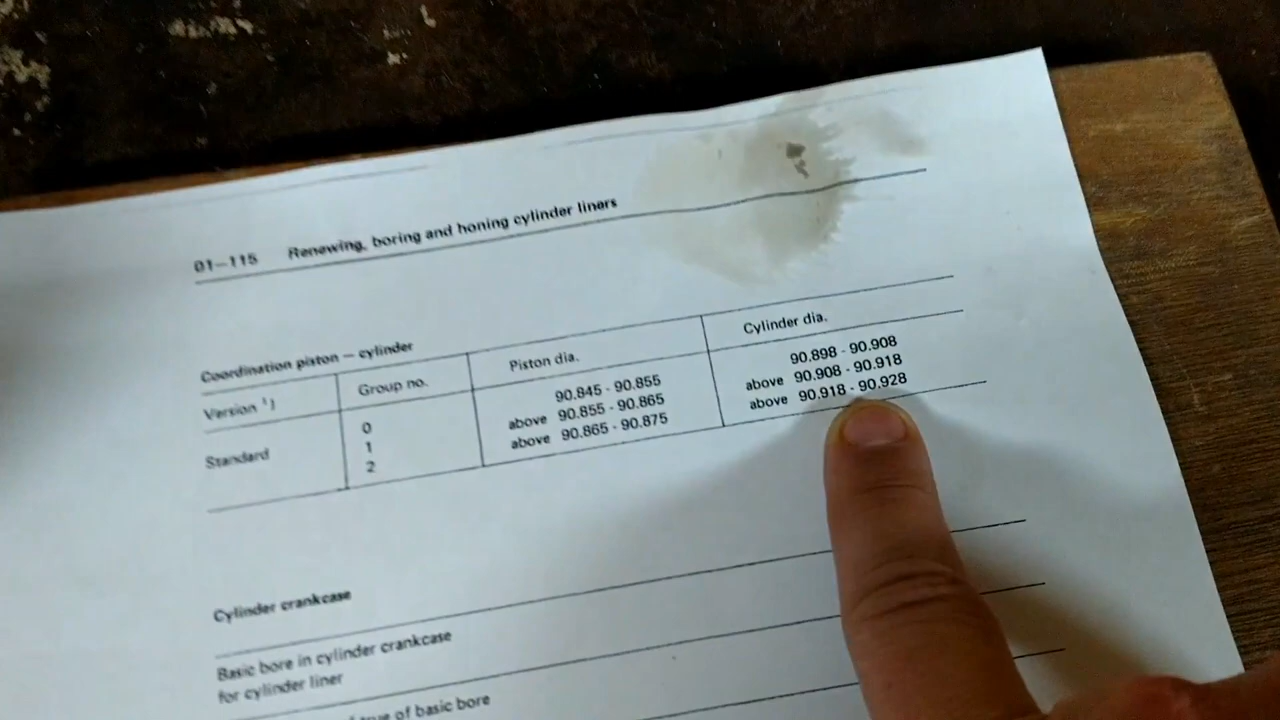 01–115 Renewing, boring and honing cylinder liners
Coordination piston – cylinder
Version ¹) Group no. Piston dia. Cylinder dia.
Standard
0 90.845 - 90.855 90.898 - 90.908
1 above 90.855 - 90.865 above 90.908 - 90.918
2 above 90.865 - 90.875 above 90.918 - 90.928
Cylinder crankcase
Basic bore in cylinder crankcase
for cylinder liner
true of basic bore